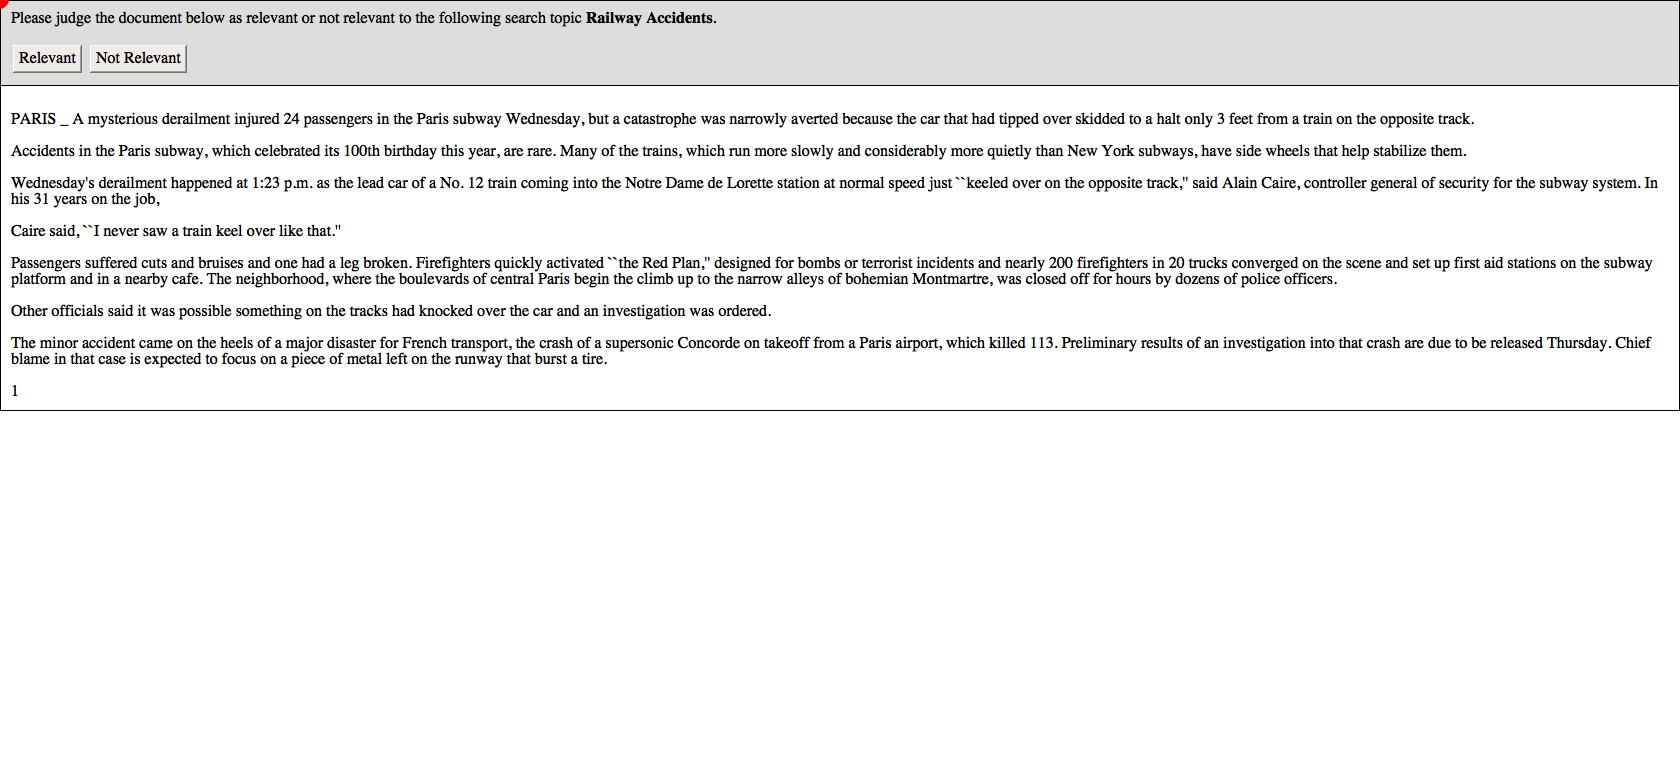 Please judge the document below as relevant or not relevant to the following search topic Railway Accidents.
Relevant Not Relevant
PARIS _ A mysterious derailment injured 24 passengers in the Paris subway Wednesday, but a catastrophe was narrowly averted because the car that had tipped over skidded to a halt only 3 feet from a train on the opposite track.
Accidents in the Paris subway, which celebrated its 100th birthday this year, are rare. Many of the trains, which run more slowly and considerably more quietly than New York subways, have side wheels that help stabilize them.
Wednesday's derailment happened at 1:23 p.m. as the lead car of a No. 12 train coming into the Notre Dame de Lorette station at normal speed just ``keeled over on the opposite track,'' said Alain Caire, controller general of security for the subway system. In
his 31 years on the job,
Caire said, ``I never saw a train keel over like that.''
Passengers suffered cuts and bruises and one had a leg broken. Firefighters quickly activated ``the Red Plan,'' designed for bombs or terrorist incidents and nearly 200 firefighters in 20 trucks converged on the scene and set up first aid stations on the subway
platform and in a nearby cafe. The neighborhood, where the boulevards of central Paris begin the climb up to the narrow alleys of bohemian Montmartre, was closed off for hours by dozens of police officers.
Other officials said it was possible something on the tracks had knocked over the car and an investigation was ordered.
The minor accident came on the heels of a major disaster for French transport, the crash of a supersonic Concorde on takeoff from a Paris airport, which killed 113. Preliminary results of an investigation into that crash are due to be released Thursday. Chief
blame in that case is expected to focus on a piece of metal left on the runway that burst a tire.
1